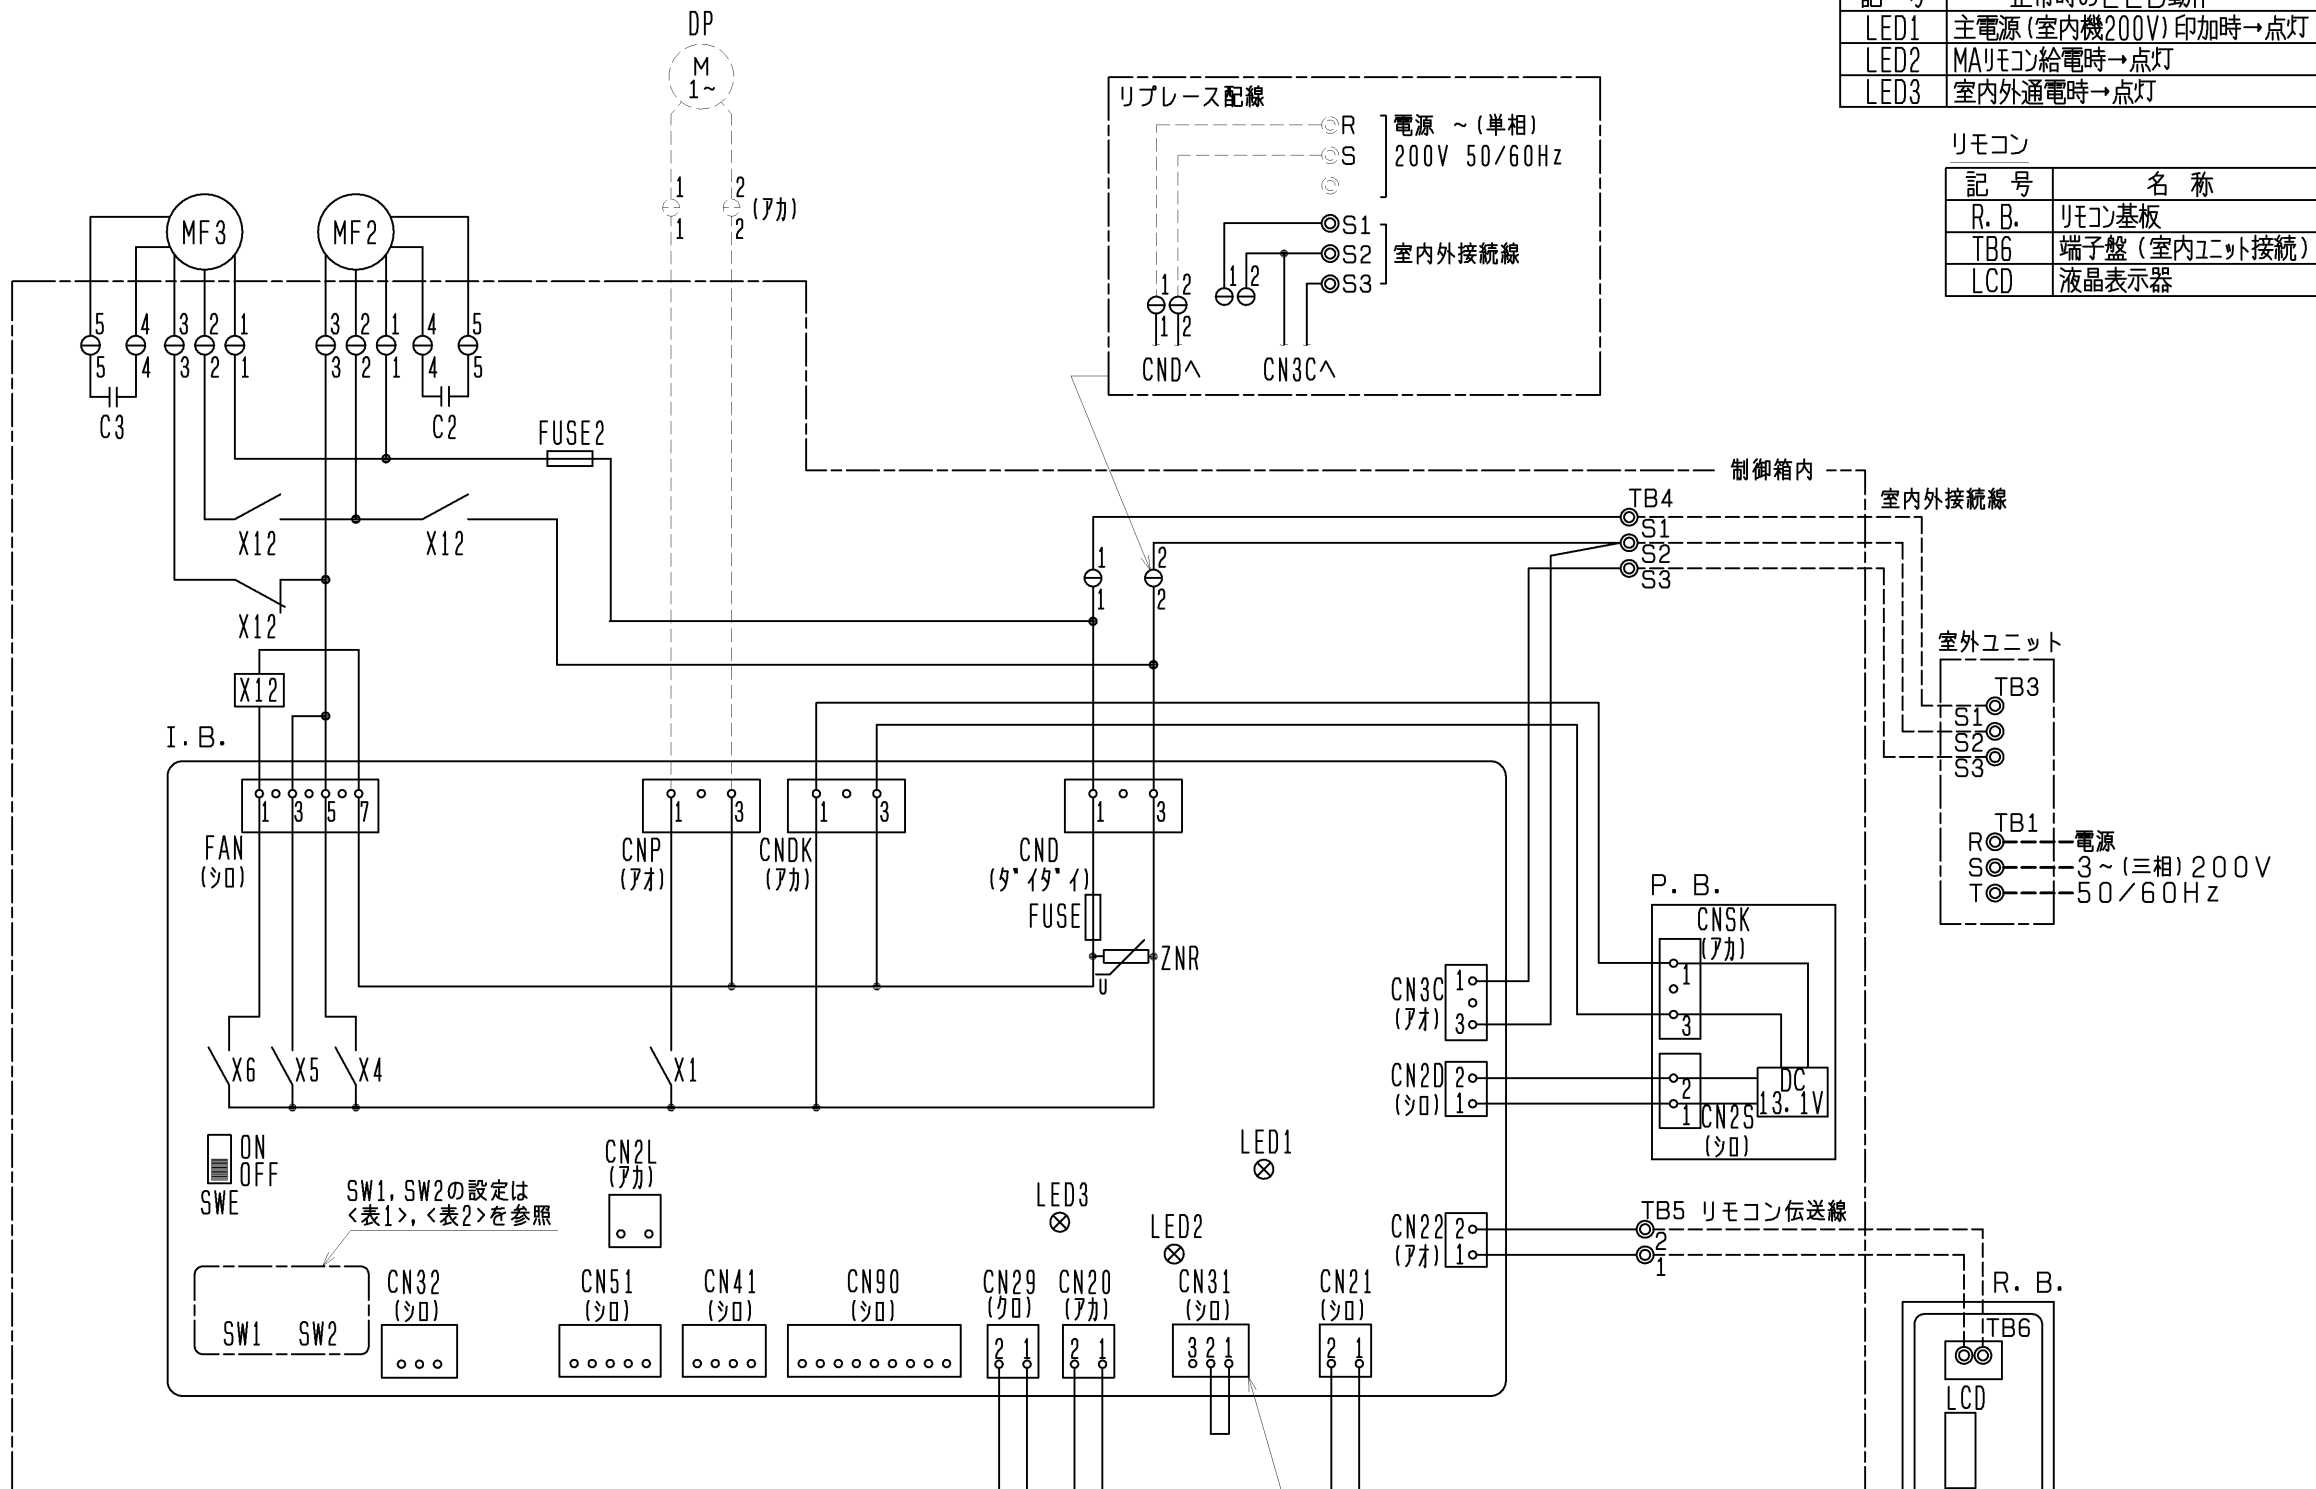 DP
M
1~
1
2
(アカ)
1
2
MF3
MF2
5
4
3
2
1
3
2
1
4
5
5
4
3
2
1
3
2
1
4
5
C3
C2
FUSE2
X12
X12
X12
X12
リプレース配線
R
電源 ~(単相)
S
200V 50/60Hz
S1
S2
室内外接続線
S3
1
2
1
2
1
2
CNDへ
CN3Cへ
LED1
主電源(室内機200V)印加時→点灯
LED2
MAリモコン給電時→点灯
LED3
室内外通電時→点灯
リモコン
記 号
名 称
R.B.
リモコン基板
TB6
端子盤(室内ユニット接続)
LCD
液晶表示器
制御箱内
室内外接続線
TB4
S1
S2
S3
1
2
1
2
室外ユニット
TB3
S1
S2
S3
TB1
R
電源
S
3~(三相)200V
T
50/60Hz
I.B.
1
3
5
7
FAN
(シロ)
1
3
CNP
(アオ)
1
3
CNDK
(アカ)
1
3
CND
(ダイダイ)
FUSE
ZNR
U
X6
X5
X4
X1
CN3C
(アオ)
1
3
CN2D
(シロ)
2
1
P.B.
CNSK
(アカ)
1
3
2
1
CN2S
(シロ)
DC
13.1V
ON
OFF
SWE
SW1,SW2の設定は
<表1>,<表2>を参照
CN2L
(アカ)
LED1
LED3
LED2
CN22
(アオ)
2
1
TB5 リモコン伝送線
2
1
SW1
SW2
CN32
(シロ)
CN51
(シロ)
CN41
(シロ)
CN90
(シロ)
CN29
(クロ)
2 1
CN20
(アカ)
2 1
CN31
(シロ)
3 2 1
CN21
(シロ)
2 1
R.B.
TB6
LCD